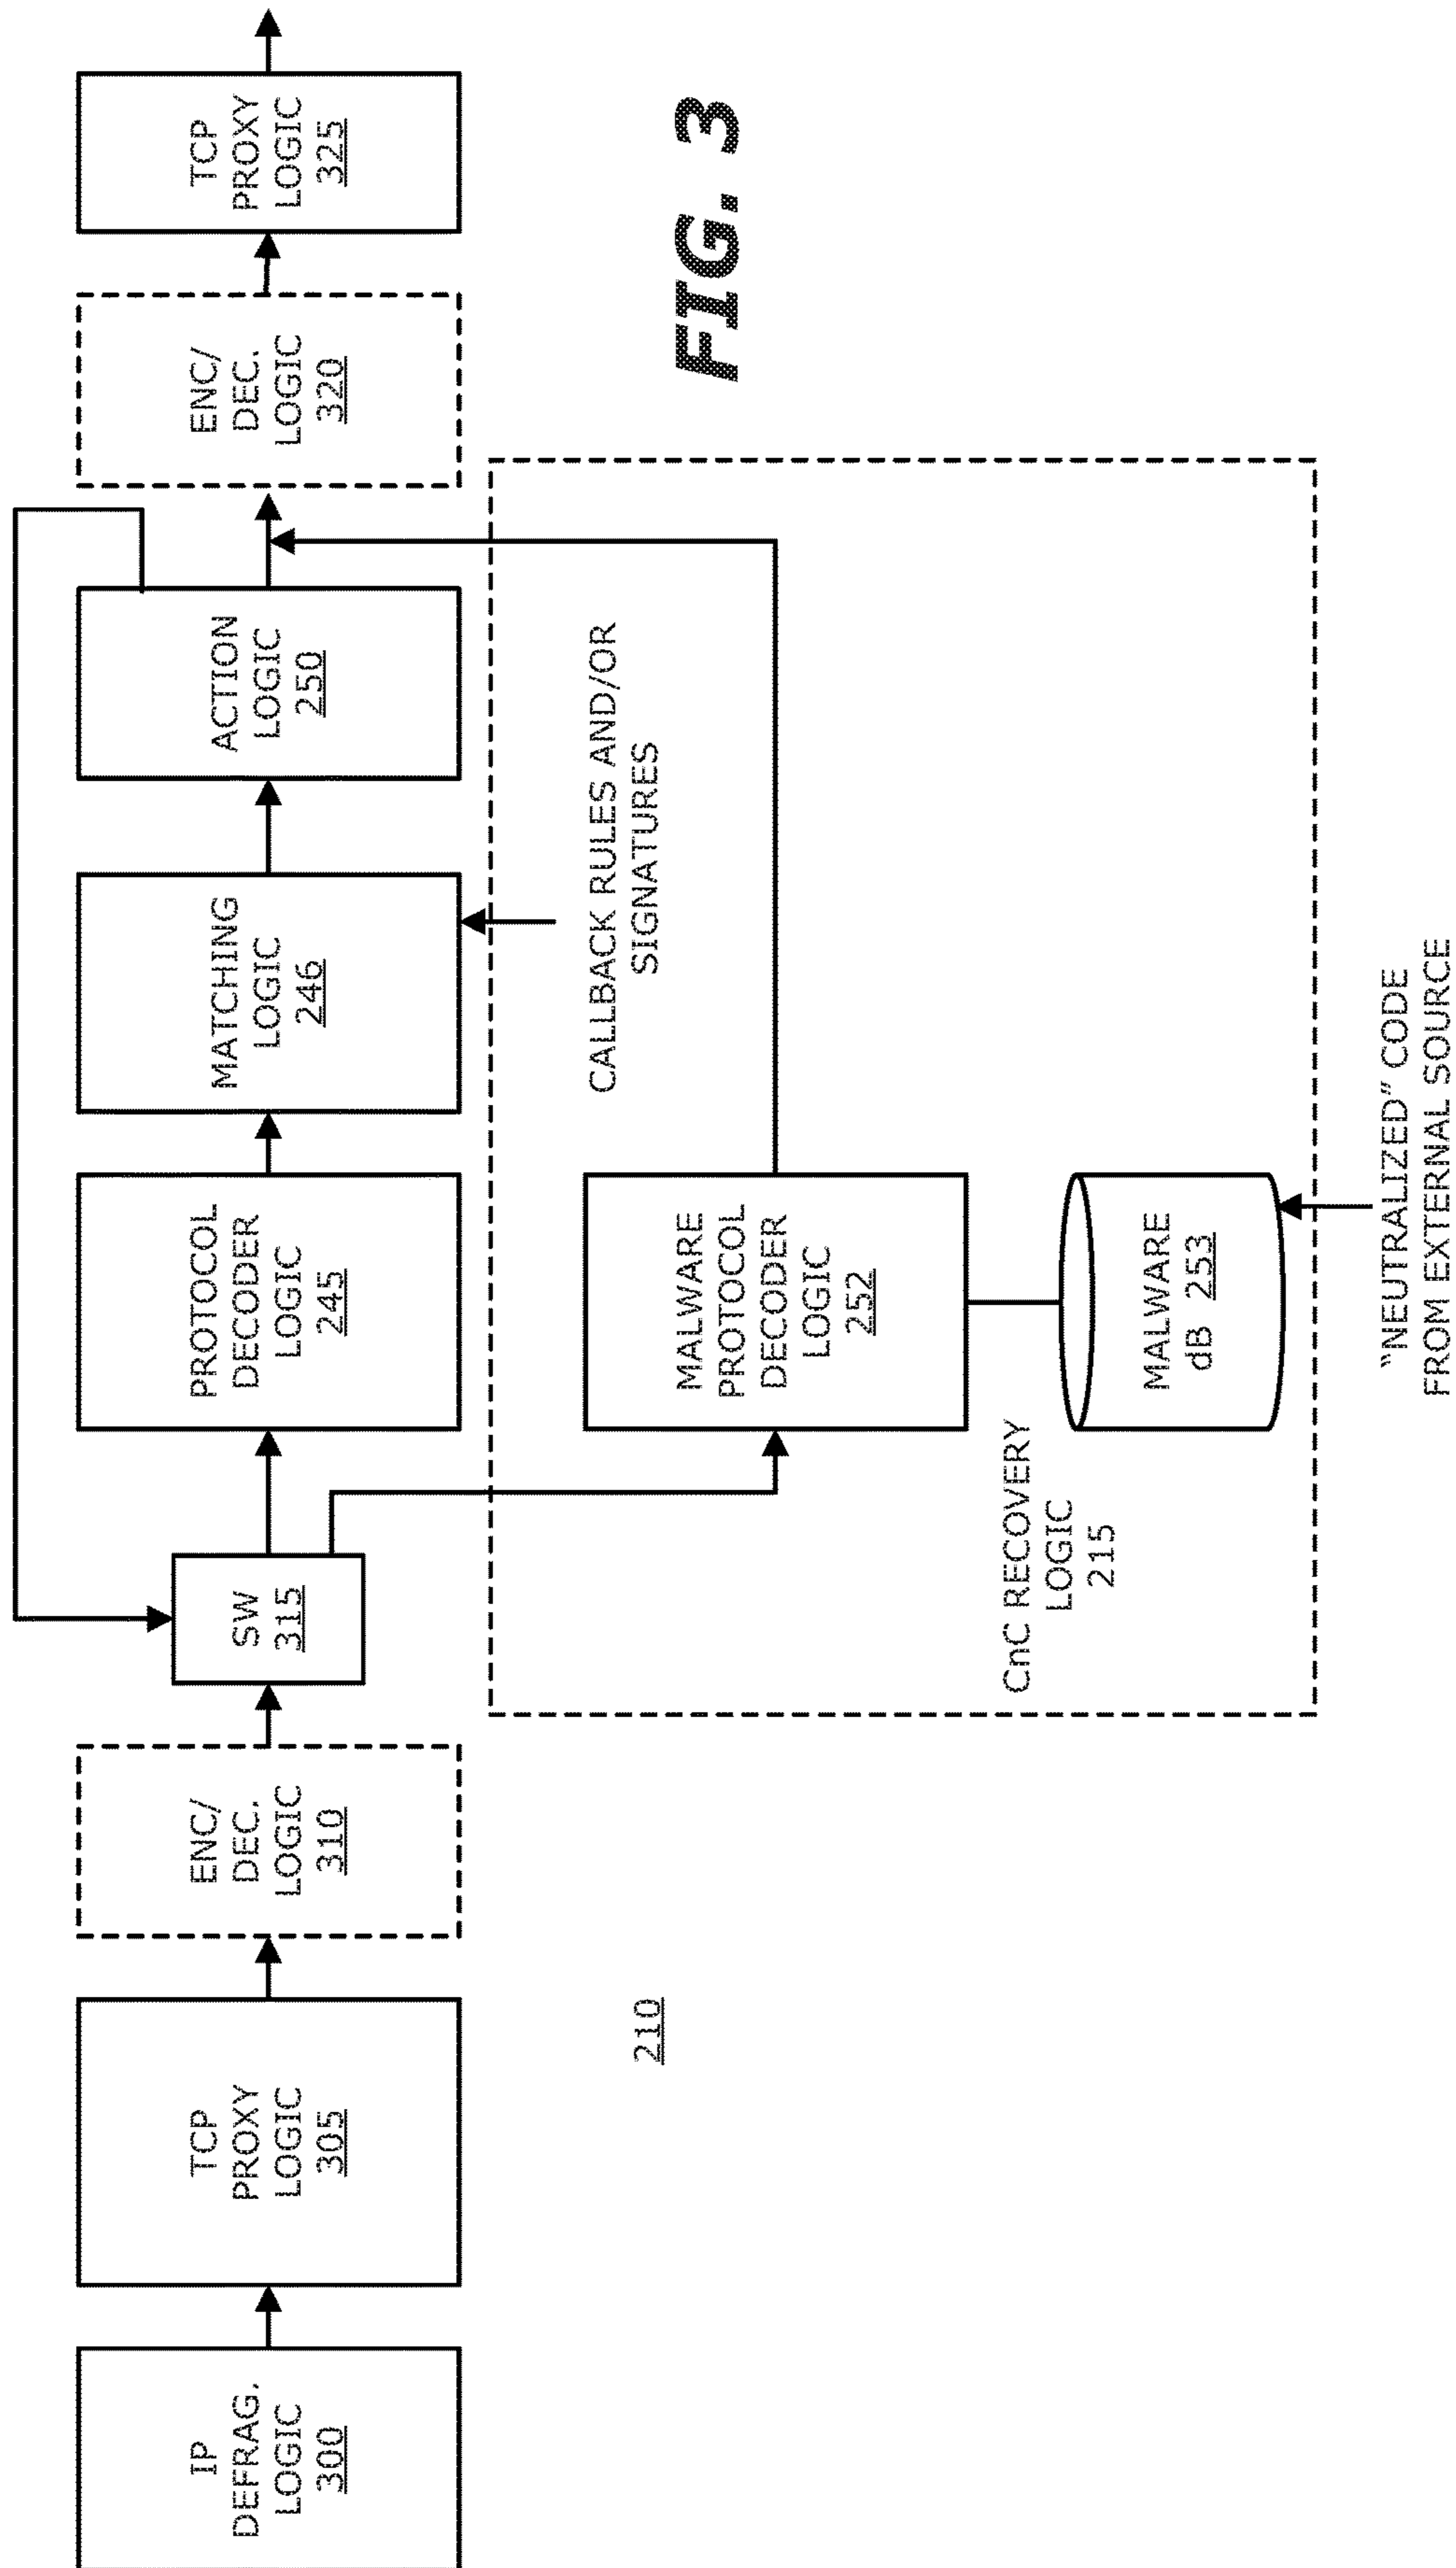 IP
DEFRAG.
LOGIC
300
TCP
PROXY
LOGIC
305
ENC/
DEC.
LOGIC
310
SW
315
PROTOCOL
DECODER
LOGIC
245
MATCHING
LOGIC
246
ACTION
LOGIC
250
ENC/
DEC.
LOGIC
320
TCP
PROXY
LOGIC
325
CALLBACK RULES AND/OR
SIGNATURES
MALWARE
PROTOCOL
DECODER
LOGIC
252
CnC RECOVERY
LOGIC
215
MALWARE
dB 253
"NEUTRALIZED" CODE
FROM EXTERNAL SOURCE
210
FIG. 3